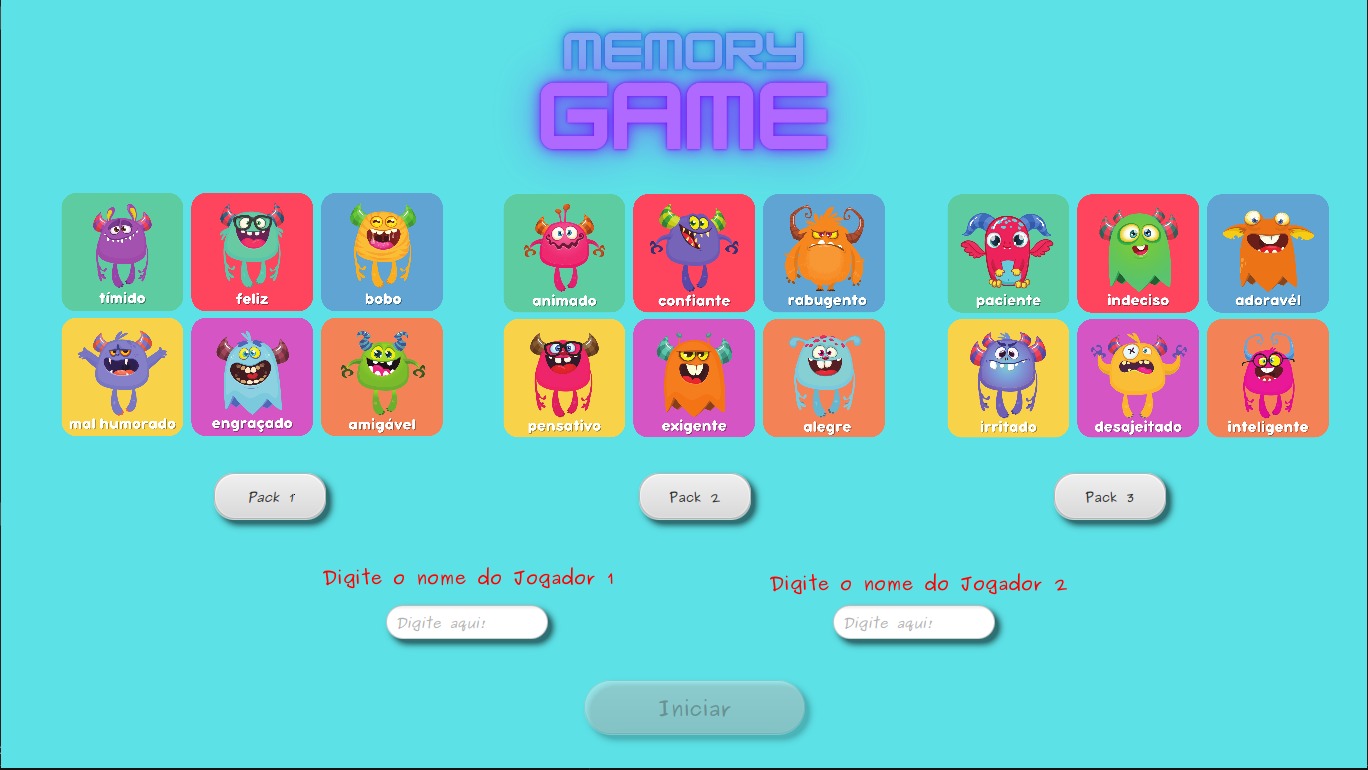 MEMORY
GAME
tímido
feliz
bobo
mal humorado
engraçado
amigável
animado
confiante
rabugento
pensativo
exigente
alegre
paciente
indeciso
adoravél
irritado
desajeitado
inteligente
Pack 1
Pack 2
Pack 3
Digite o nome do Jogador 1
Digite aqui!
Digite o nome do Jogador 2
Digite aqui!
Iniciar